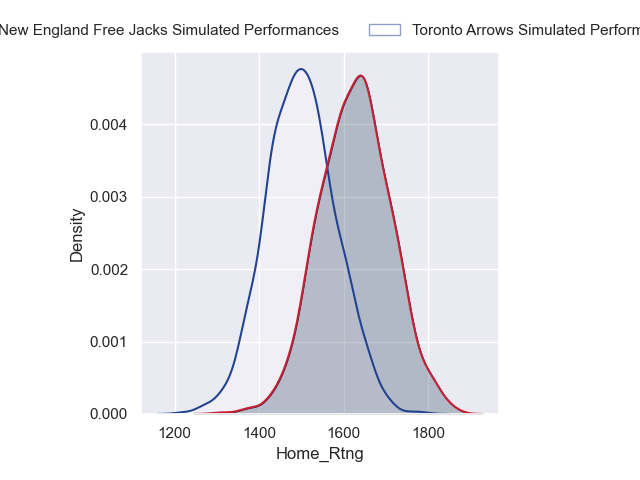 New England Free Jacks Simulated Performances
Toronto Arrows Simulated
0.004
0.003
0.002
0.001
0.000
Density
1200 1400 1600 1800
Home_Rtng